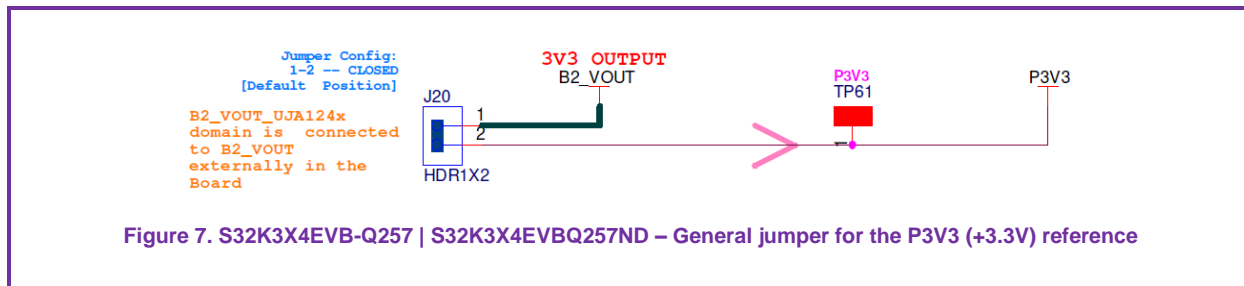 Jumper Config:
1-2 -- CLOSED
[Default Position]
B2_VOUT_UJA124x
domain is connected
to B2_VOUT
externally in the
Board
J20
1
2
HDR1X2
3V3 OUTPUT
B2_VOUT
P3V3
TP61
1
P3V3
Figure 7. S32K3X4EVB-Q257 | S32K3X4EVBQ257ND – General jumper for the P3V3 (+3.3V) reference